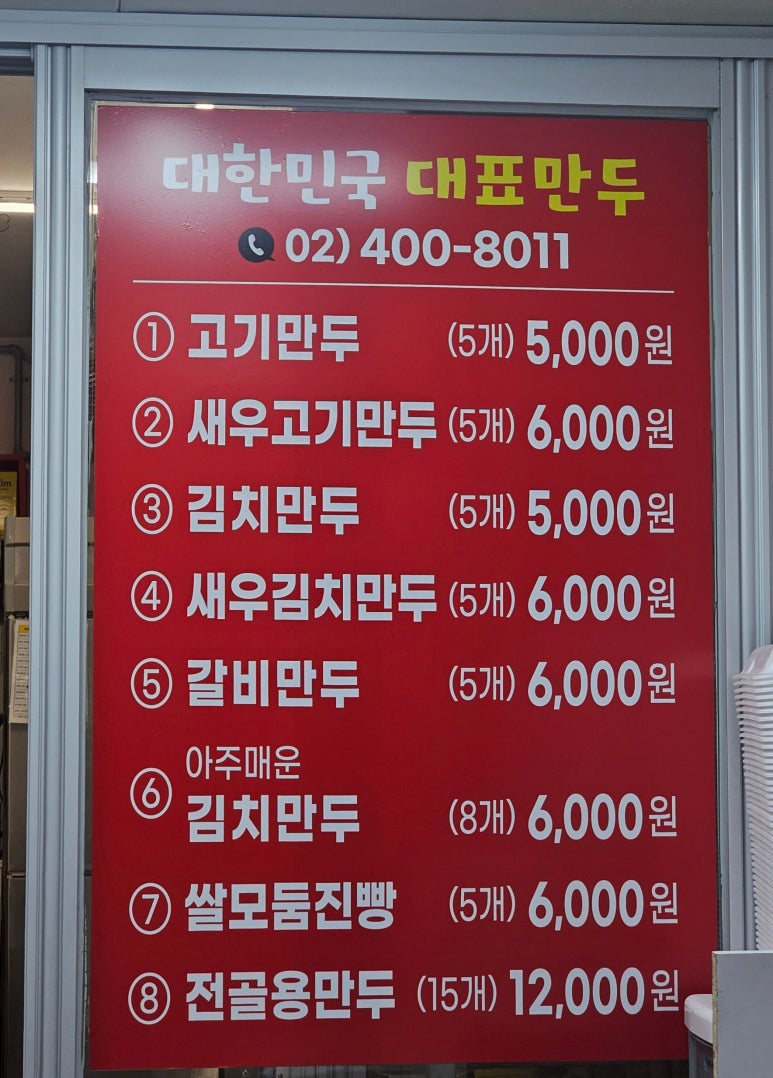 대한민국 대표만두
02) 400-8011
① 고기만두 (5개) 5,000원
② 새우고기만두 (5개) 6,000원
③ 김치만두 (5개) 5,000원
④ 새우김치만두 (5개) 6,000원
⑤ 갈비만두 (5개) 6,000원
아주매운
⑥ 김치만두 (8개) 6,000원
⑦ 쌀모둠진빵 (5개) 6,000원
⑧ 전골용만두 (15개) 12,000원